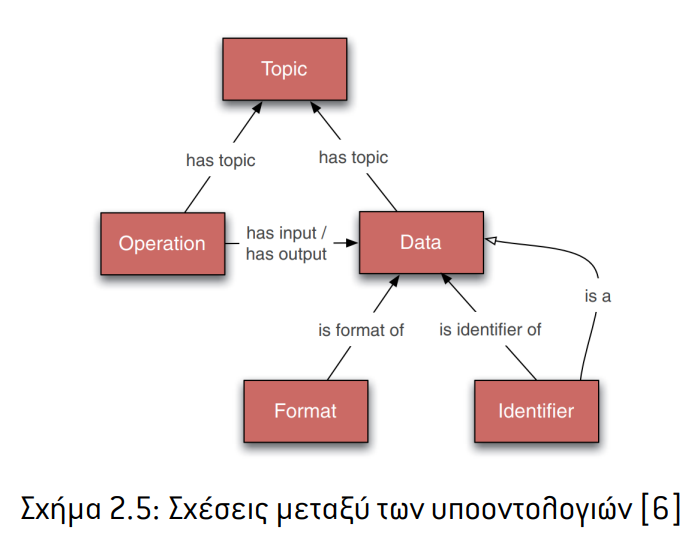 Topic
has topic
has topic
Operation
has input /
has output
Data
is a
is format of
is identifier of
Format
Identifier
Σχήμα 2.5: Σχέσεις μεταξύ των υποοντολογιών [6]